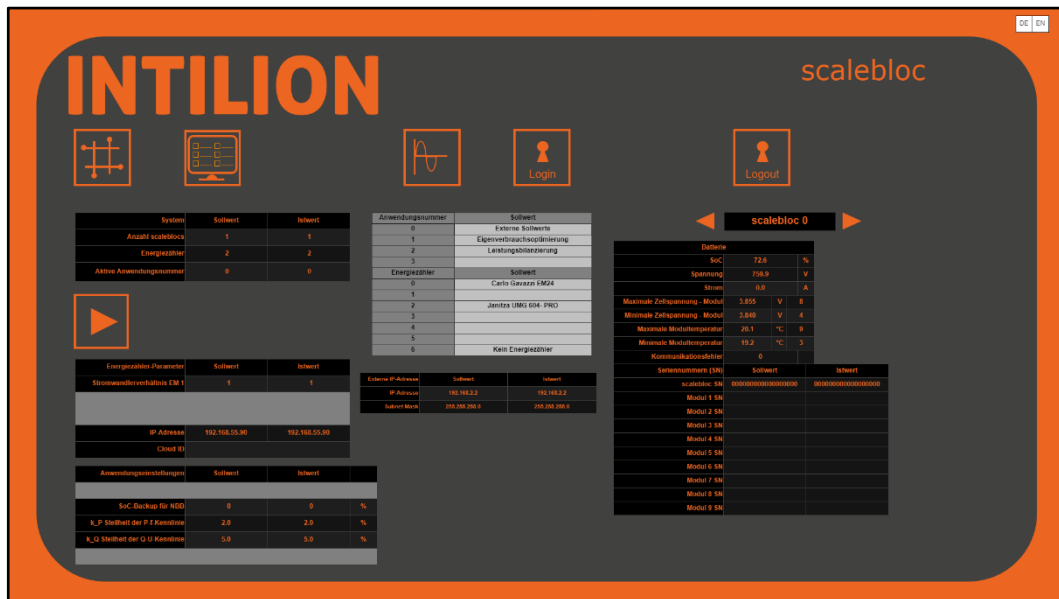 DE EN
INTILION
scalebloc
Login
Logout
System Sollwert Istwert
Anzahl scaleblocs 1 1
Energiezähler 2 2
Aktive Anwendungsnummer 0 0
Energiezähler-Parameter Sollwert Istwert
Stromwandlerverhältnis EM 1 1 1
IP-Adresse 192.168.55.90 192.168.55.90
Cloud ID
Anwendungseinstellungen Sollwert Istwert
SoC-Backup für NBD 0 0 %
k_P Steilheit der P-f-Kennlinie 2.0 2.0 %
k_Q Steilheit der Q-U-Kennlinie 5.0 5.0 %
Anwendungsnummer Sollwert
0 Externe Sollwerte
1 Eigenverbrauchsoptimierung
2 Leistungsbilanzierung
3
Energiezähler Sollwert
0 Carlo Gavazzi EM24
1
2 Janitza UMG 604- PRO
3
4
5
6 Kein Energiezähler
Externe IP-Adresse Sollwert Istwert
IP-Adresse 192.168.2.2 192.168.2.2
Subnet Mask 255.255.255.0 255.255.255.0
scalebloc 0
Batterie
SoC 72.6 %
Spannung 750.9 V
Strom 0.0 A
Maximale Zellspannung - Modul 3.855 V 8
Minimale Zellspannung - Modul 3.840 V 4
Maximale Modultemperatur 20.1 °C 9
Minimale Modultemperatur 19.2 °C 3
Kommunikationsfehler 0
Seriennummern (SN) Sollwert Istwert
scalebloc SN
Modul 1 SN
Modul 2 SN
Modul 3 SN
Modul 4 SN
Modul 5 SN
Modul 6 SN
Modul 7 SN
Modul 8 SN
Modul 9 SN